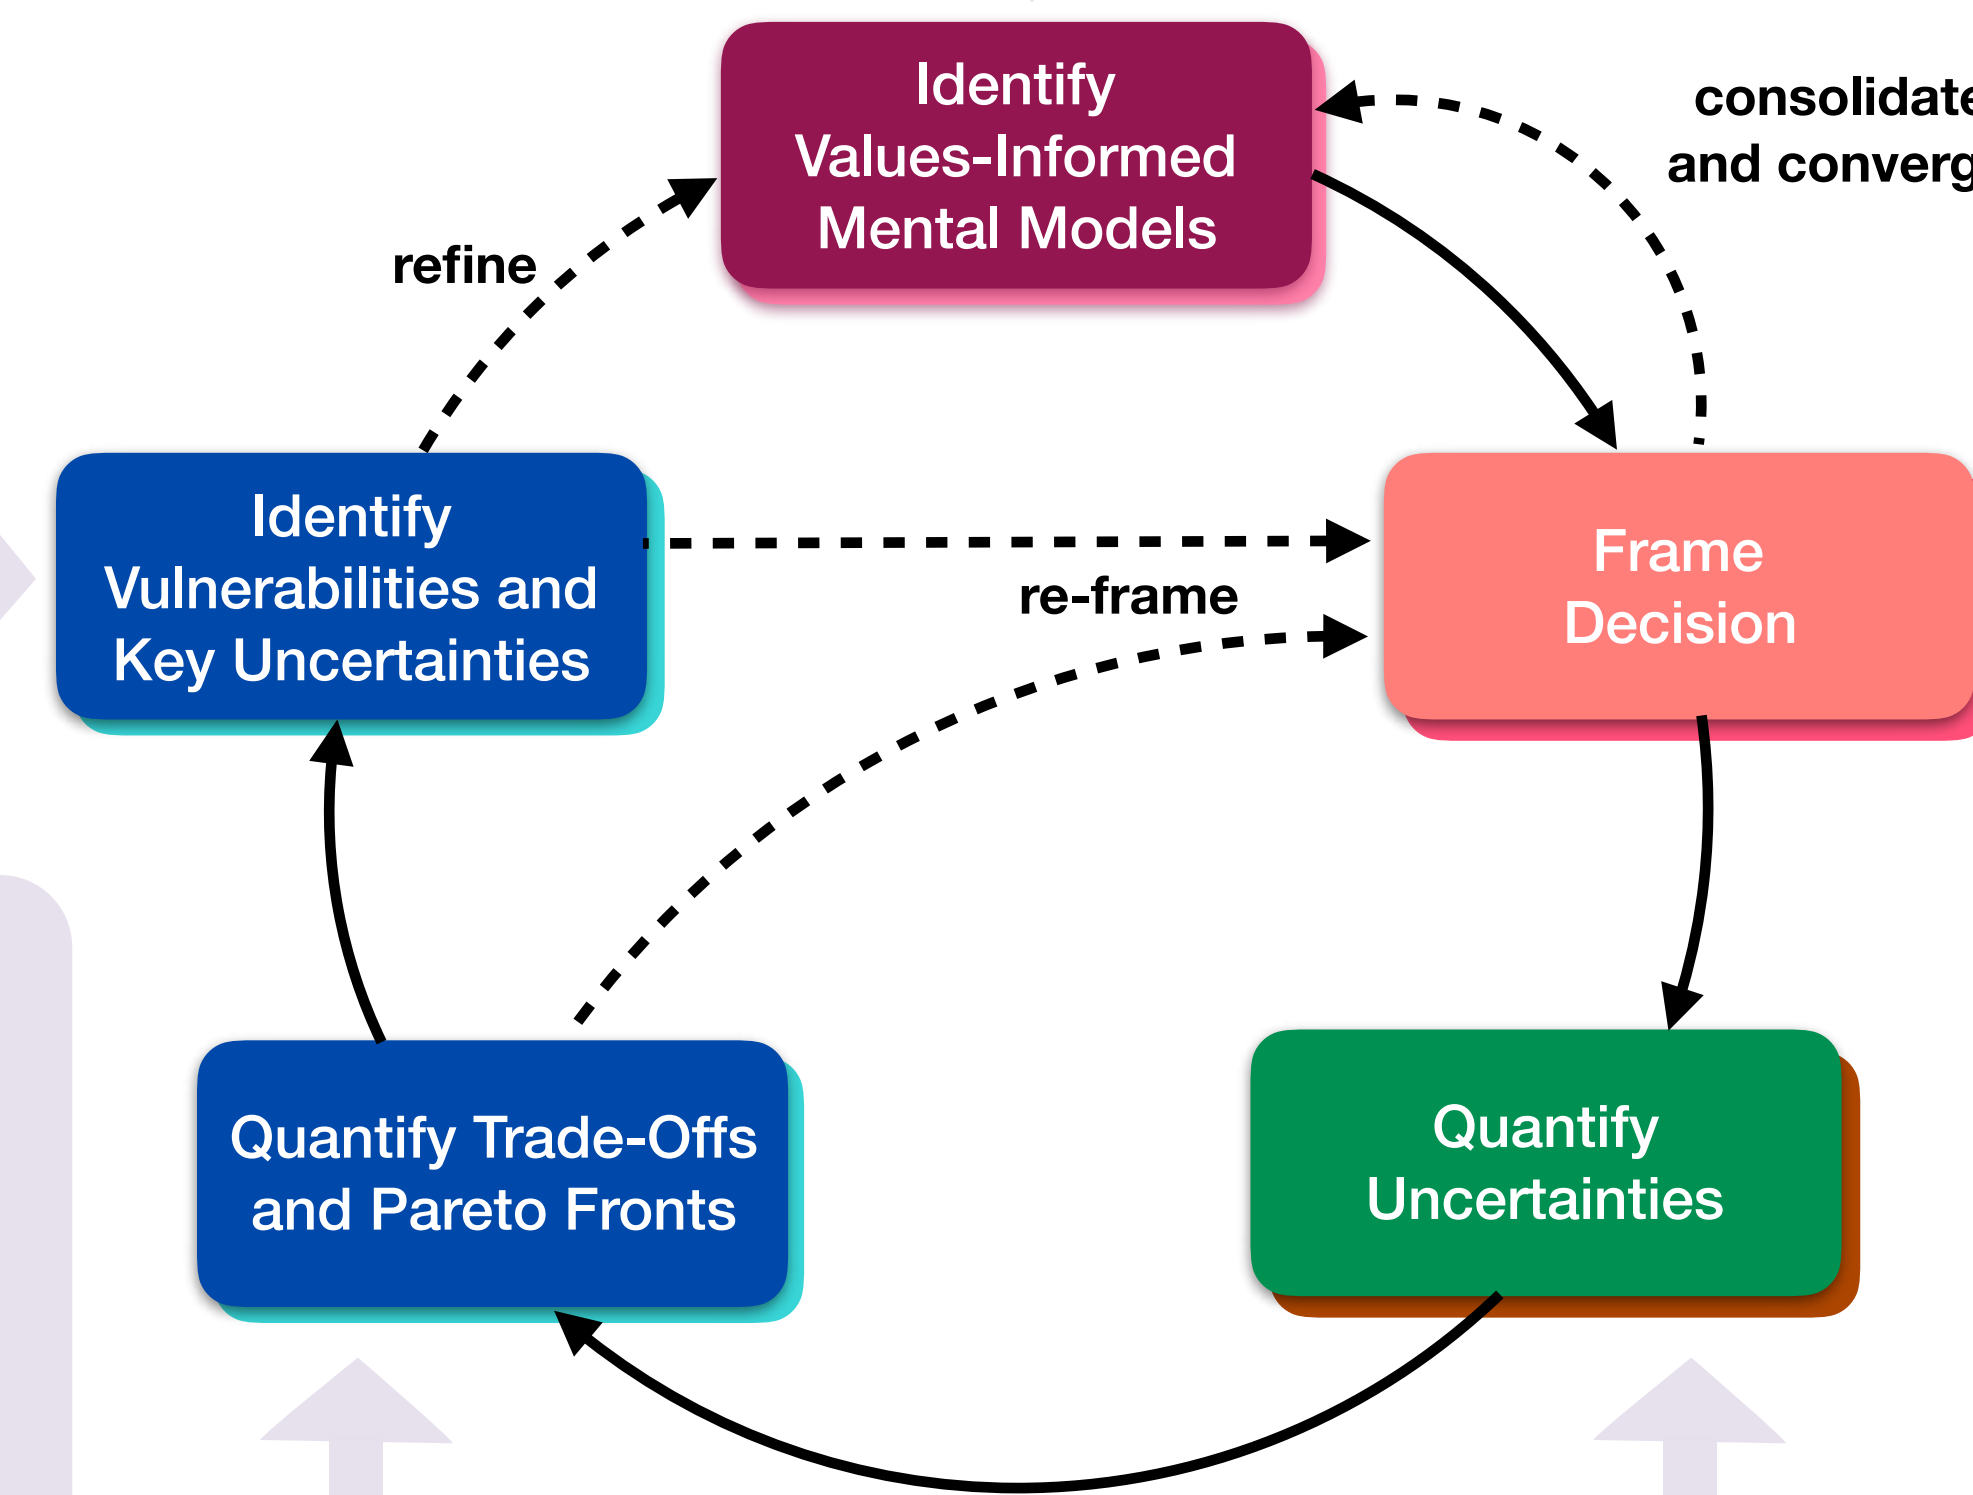 Identify
Values-Informed
Mental Models
consolidate
and converg
refine
Identify
Vulnerabilities and
Key Uncertainties
re-frame
Frame
Decision
Quantify Trade-Offs
and Pareto Fronts
Quantify
Uncertainties